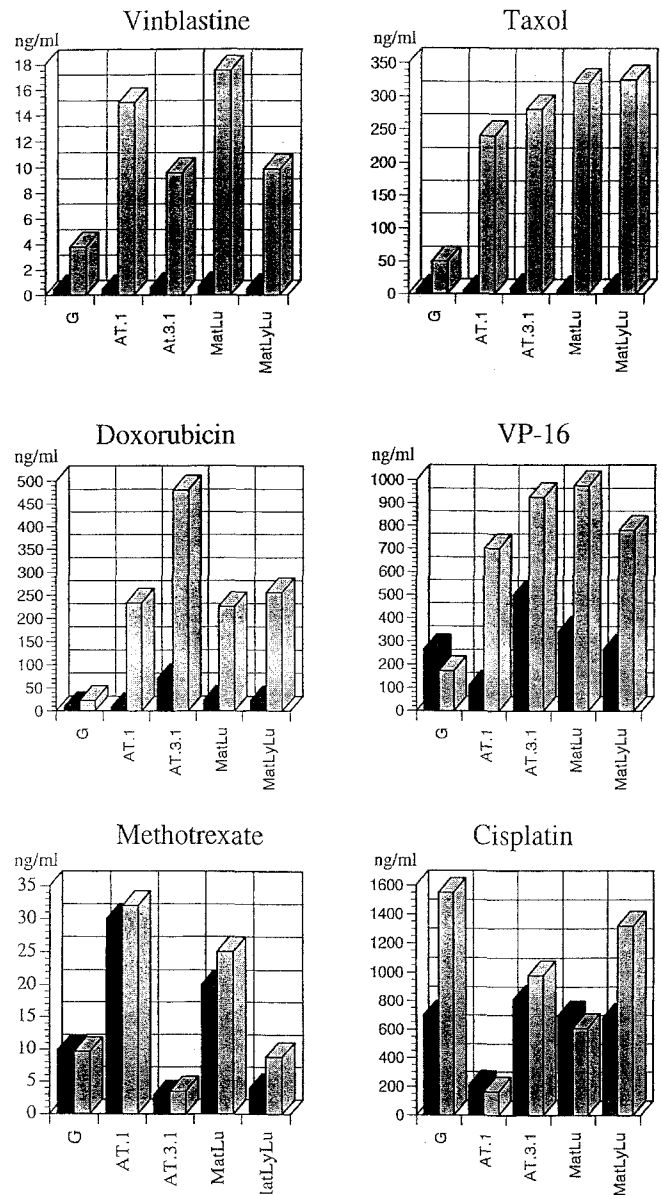 Vinblastine
ng/ml
18
16
14
12
10
8
6
4
2
0
G
AT.1
At.3.1
MatLu
MatLyLu
Taxol
ng/ml
350
300
250
200
150
100
50
0
G
AT.1
AT.3.1
MatLu
MatLyLu
Doxorubicin
ng/ml
500
450
400
350
300
250
200
150
100
50
0
G
AT.1
AT.3.1
MatLu
MatLyLu
VP-16
ng/ml
1000
900
800
700
600
500
400
300
200
100
0
G
AT.1
AT.3.1
MatLu
MatLyLu
Methotrexate
ng/ml
35
30
25
20
15
10
5
0
G
AT.1
AT.3.1
MatLu
latLyLu
Cisplatin
ng/ml
1600
1400
1200
1000
800
600
400
200
0
G
AT.1
AT.3.1
MatLu
MatLyLu